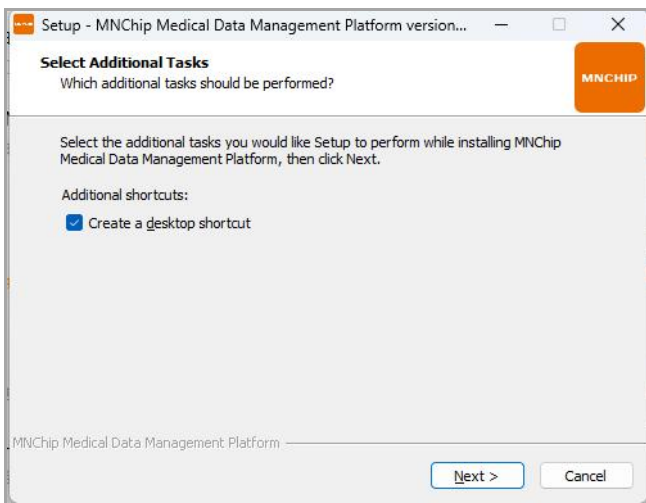 Setup - MNChip Medical Data Management Platform version...
Select Additional Tasks
Which additional tasks should be performed?
MNCHIP
Select the additional tasks you would like Setup to perform while installing MNChip
Medical Data Management Platform, then click Next.
Additional shortcuts:
Create a desktop shortcut
MNChip Medical Data Management Platform
Next >
Cancel